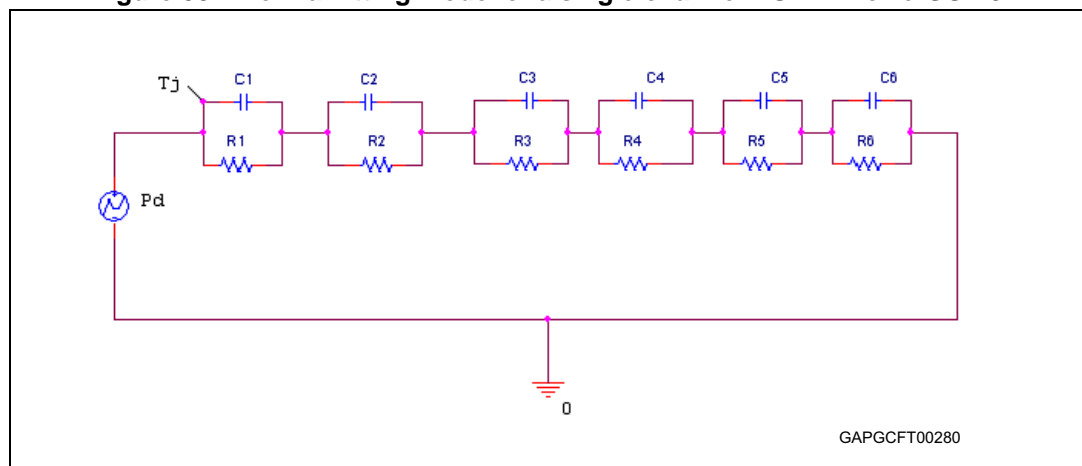 Tj C1 C2 C3 C4 C5 C6
R1 R2 R3 R4 R5 R6
Pd
0
GAPGCFT00280